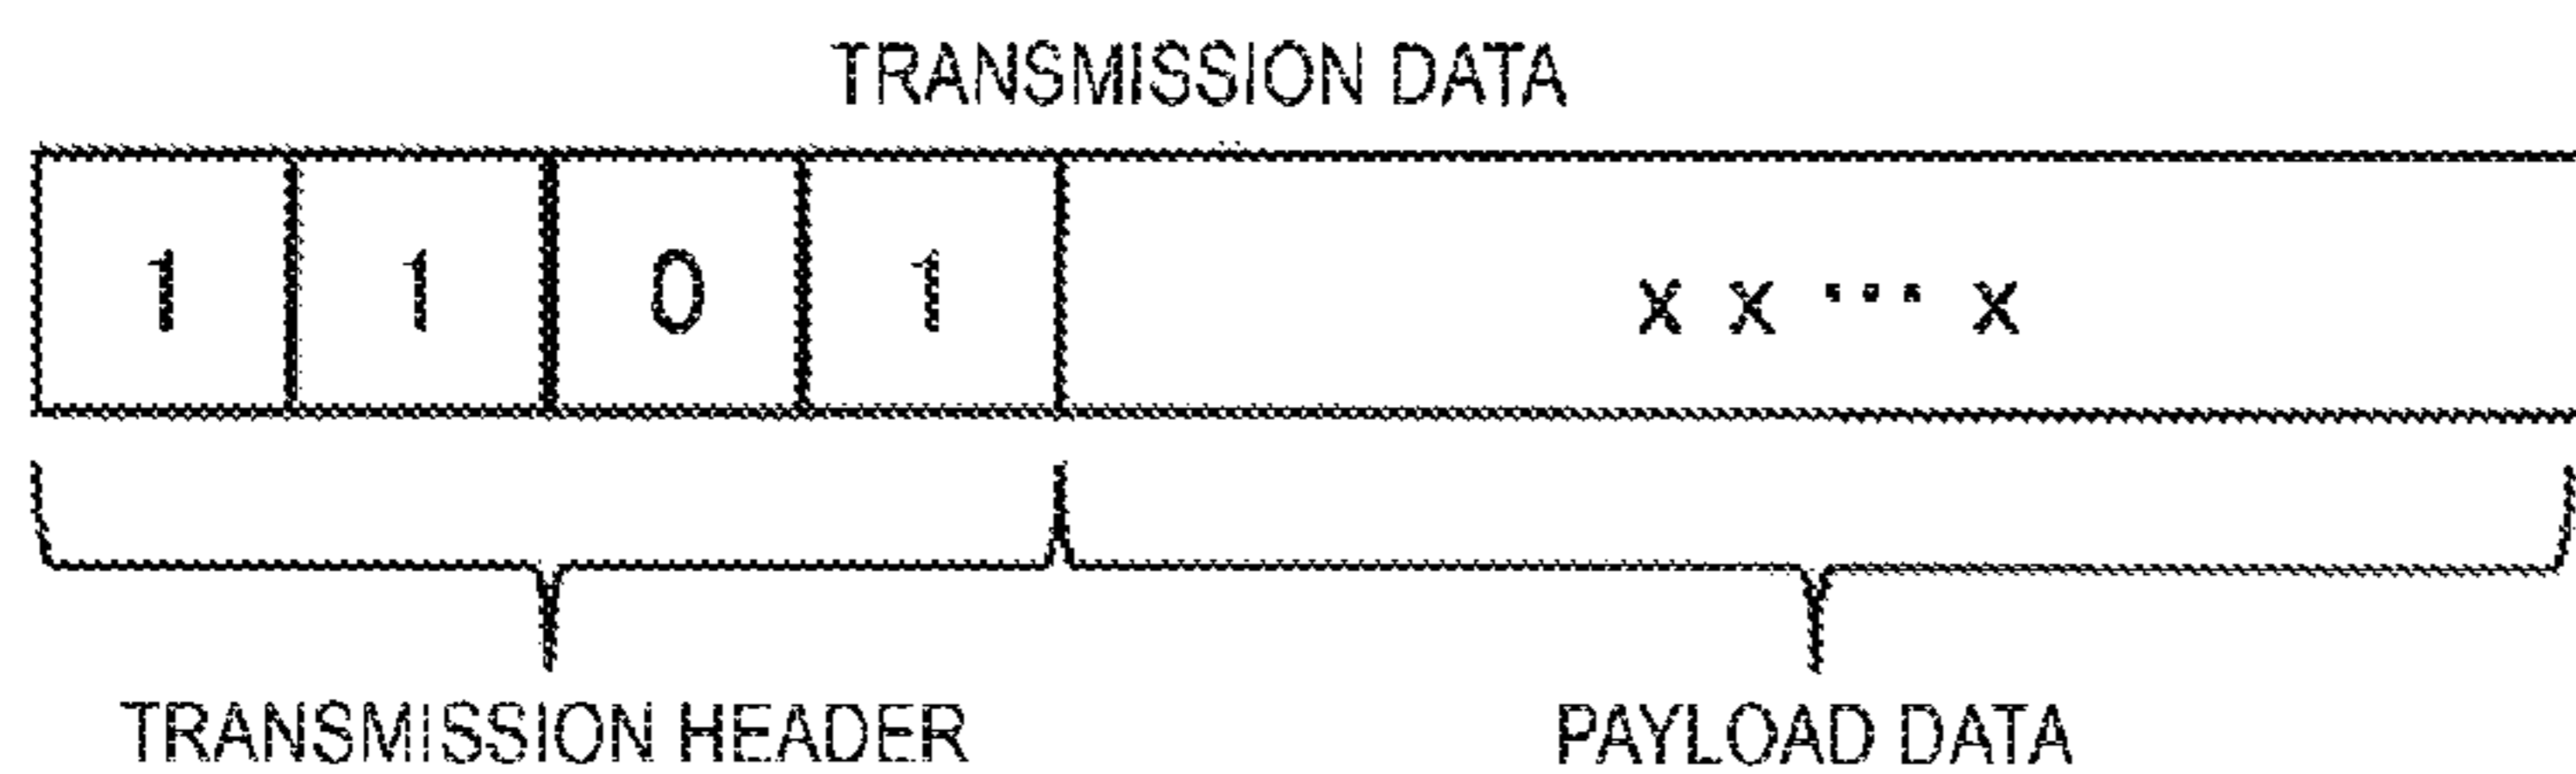 TRANSMISSION DATA
1 1 0 1 x x ··· x
TRANSMISSION HEADER PAYLOAD DATA